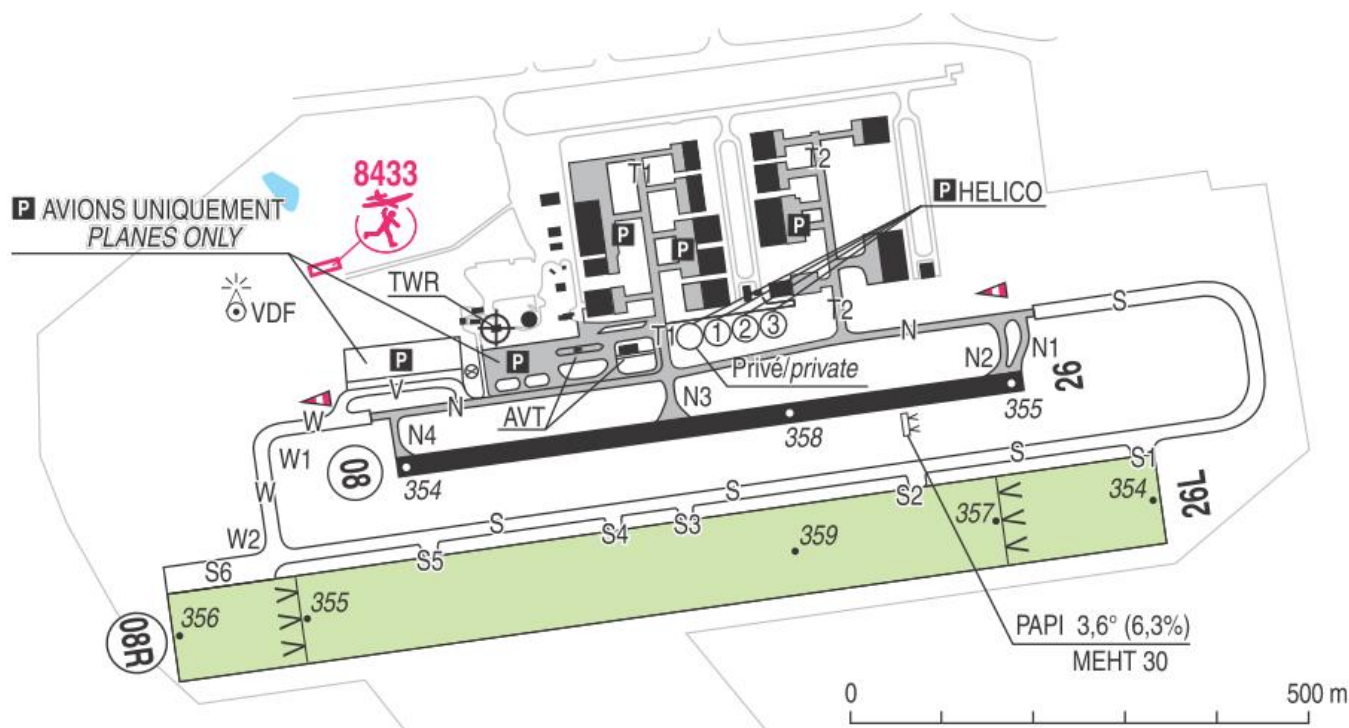 8433
P AVIONS UNIQUEMENT
PLANES ONLY
VDF
TWR
P
P
T1
P
P
T2
P
P HELICO
T1
1
2
3
T2
Privé/private
N
S
N2
N1
26
355
V
N
W
AVT
N3
358
N4
08
354
W1
W
W2
S6
S
S
S
S5
S4
S3
S2
S1
357
354
26L
359
355
356
08R
PAPI 3,6° (6,3%)
MEHT 30
0
500 m